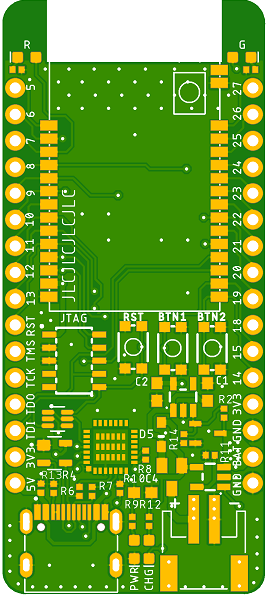 R G
5 27
6 26
7 25
8 24
9 23
10 22
11 21
12 20
13 19
JLCJLCJLCJLC
RST JTAG RST BTN1 BTN2 18
TMS 15
TCK C2 C1 14
TDO R2 3V3
TDI D5 R14 GND
3V3 R8 R11 BAT
R13 R4 R10 C4
5V R6 R7 GND
R9 R12 + -
PWR CHG